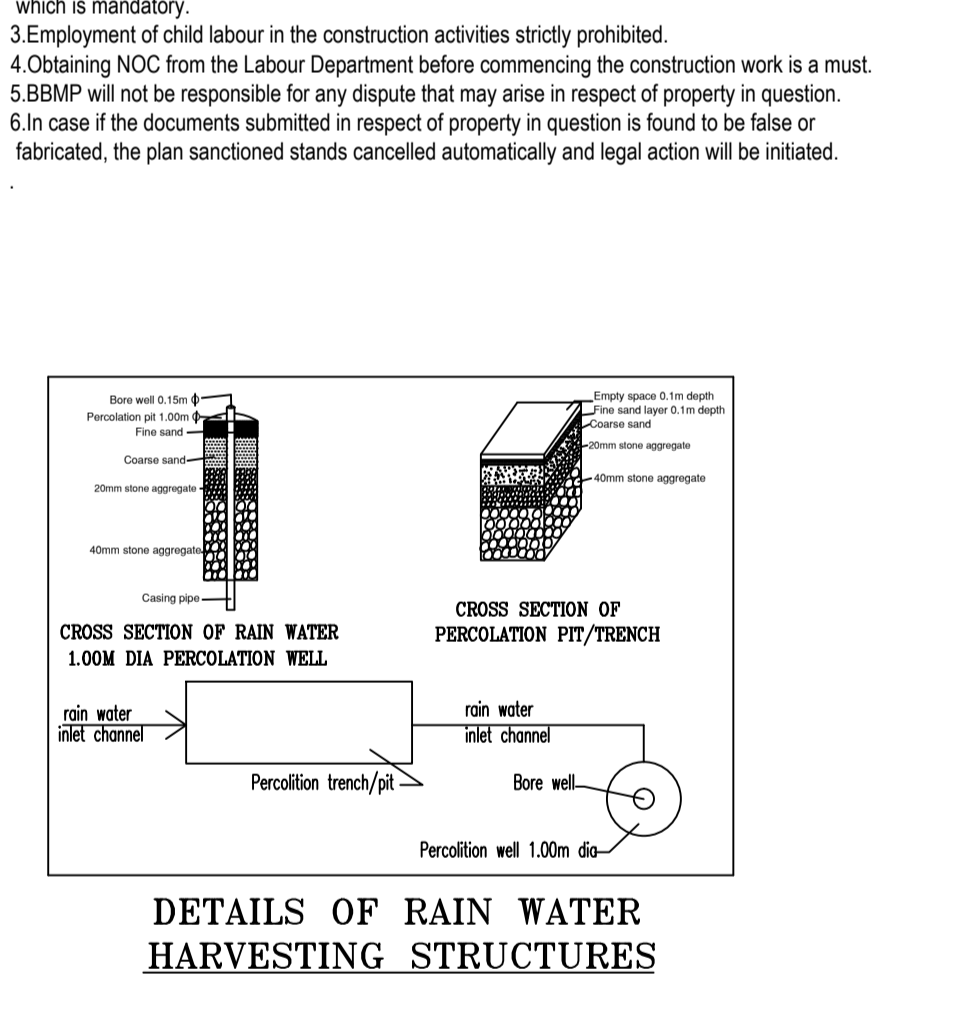 which is mandatory.
3.Employment of child labour in the construction activities strictly prohibited.
4.Obtaining NOC from the Labour Department before commencing the construction work is a must.
5.BBMP will not be responsible for any dispute that may arise in respect of property in question.
6.In case if the documents submitted in respect of property in question is found to be false or
fabricated, the plan sanctioned stands cancelled automatically and legal action will be initiated.
.
Bore well 0.15m ϕ
Percolation pit 1.00m ϕ
Fine sand
Coarse sand
20mm stone aggregate
40mm stone aggregate
Casing pipe
CROSS SECTION OF RAIN WATER
1.00M DIA PERCOLATION WELL
Empty space 0.1m depth
Fine sand layer 0.1m depth
Coarse sand
20mm stone aggregate
40mm stone aggregate
CROSS SECTION OF
PERCOLATION PIT/TRENCH
rain water
inlet channel
rain water
inlet channel
Percolition trench/pit
Bore well
Percolition well 1.00m dia
DETAILS OF RAIN WATER
HARVESTING STRUCTURES